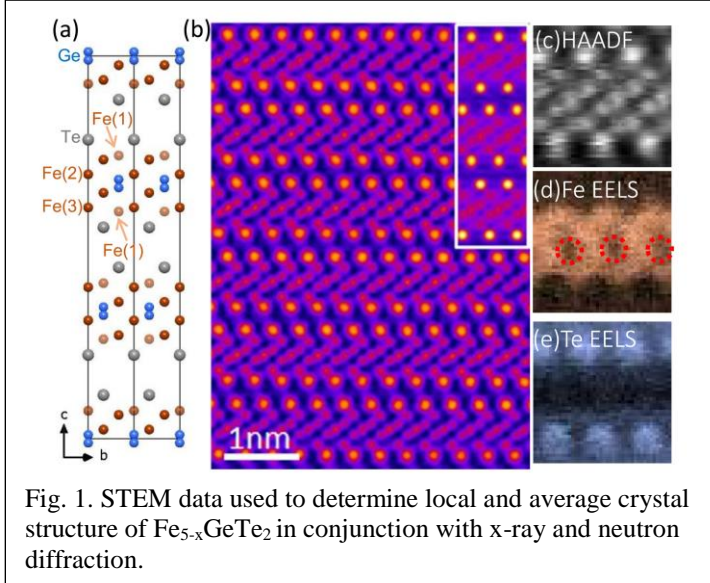 (a)
(b)
(c)HAADF
Ge
Fe(1)
Te
Fe(2)
Fe(3)
Fe(1)
(d)Fe EELS
(e)Te EELS
c
b
1nm
Fig. 1. STEM data used to determine local and average crystal
structure of Fe5-xGeTe2 in conjunction with x-ray and neutron
diffraction.